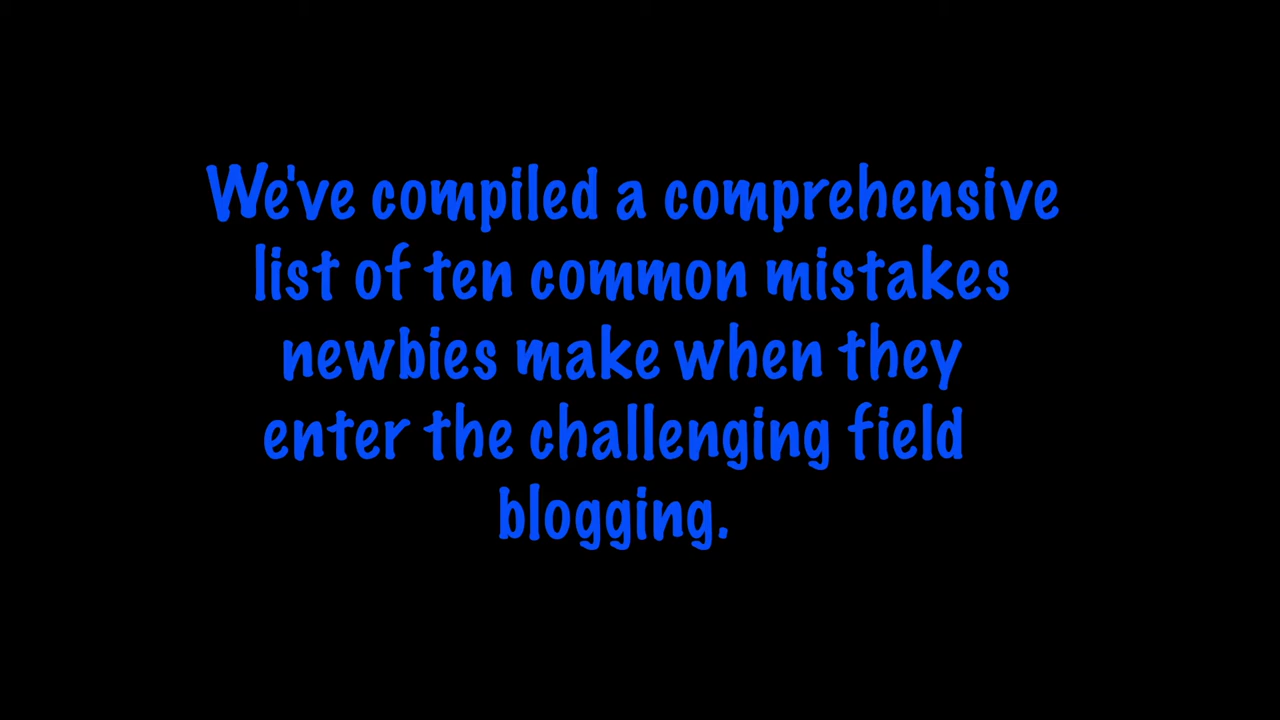 We've compiled a comprehensive
list of ten common mistakes
newbies make when they
enter the challenging field
blogging.